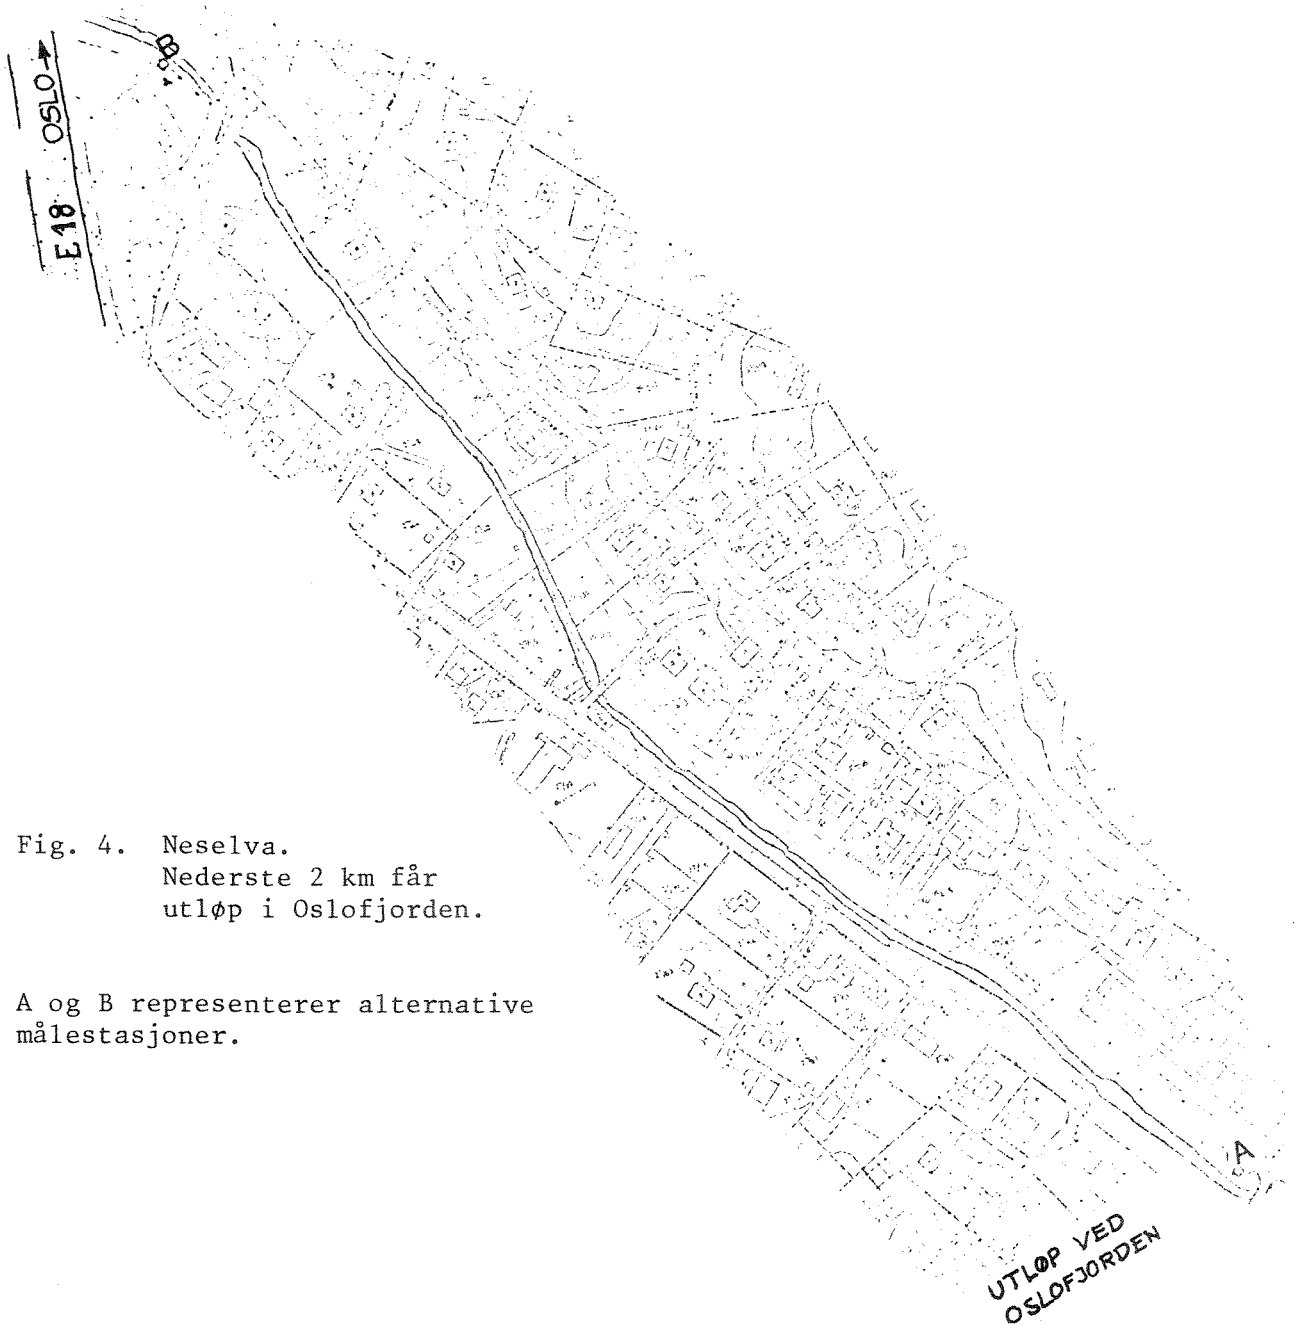 B
OSLO
E18
Fig. 4. Neselva.
Nederste 2 km får
utløp i Oslofjorden.
A og B representerer alternative
målestasjoner.
A
UTLØP VED
OSLOFJORDEN